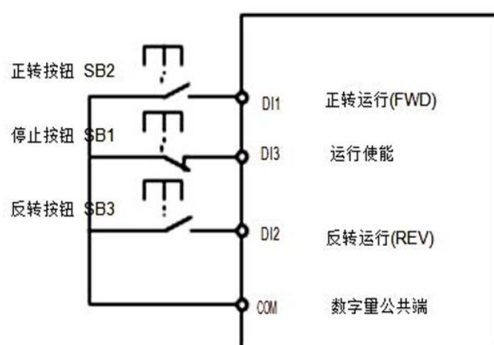 正转按钮 SB2
DI1 正转运行(FWD)
停止按钮 SB1
DI3 运行使能
反转按钮 SB3
DI2 反转运行(REV)
COM 数字量公共端